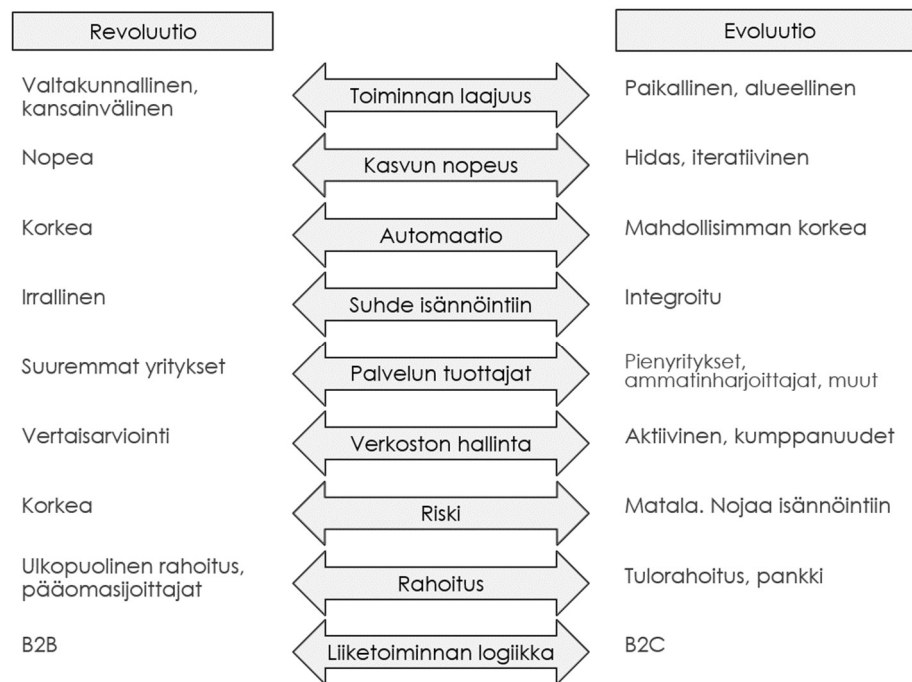 Revoluutio
Evoluutio
Valtakunnallinen,
kansainvälinen
Toiminnan laajuus
Paikallinen, alueellinen
Nopea
Kasvun nopeus
Hidas, iteratiivinen
Korkea
Automaatio
Mahdollisimman korkea
Irrallinen
Suhde isännöintiin
Integroitu
Suuremmat yritykset
Palvelun tuottajat
Pienyritykset,
ammatinharjoittajat, muut
Vertaisarviointi
Verkoston hallinta
Aktiivinen, kumppanuudet
Korkea
Riski
Matala. Nojaa isännöintiin
Ulkopuolinen rahoitus,
pääomasijoittajat
Rahoitus
Tulorahoitus, pankki
B2B
Liiketoiminnan logiikka
B2C